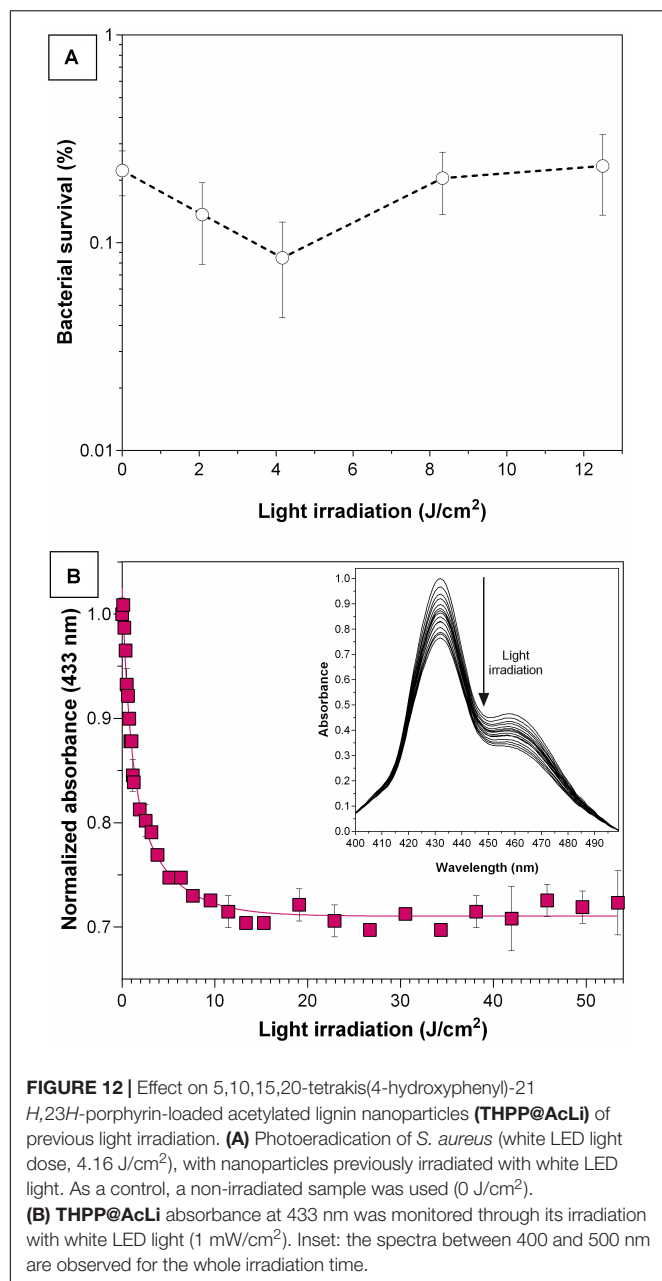 A
1
0.1
0.01
Bacterial survival (%)
0 2 4 6 8 10 12
Light irradiation (J/cm²)
B
1.0
0.9
0.8
0.7
Normalized absorbance (433 nm)
0 10 20 30 40 50
Light irradiation (J/cm²)
1.0
0.9
0.8
0.7
0.6
0.5
0.4
0.3
0.2
0.1
0.0
Absorbance
Light
irradiation
400 410 420 430 440 450 460 470 480 490
Wavelength (nm)
FIGURE 12 | Effect on 5,10,15,20-tetrakis(4-hydroxyphenyl)-21
H,23H-porphyrin-loaded acetylated lignin nanoparticles (THPP@AcLi) of
previous light irradiation. (A) Photoeradication of S. aureus (white LED light
dose, 4.16 J/cm²), with nanoparticles previously irradiated with white LED
light. As a control, a non-irradiated sample was used (0 J/cm²).
(B) THPP@AcLi absorbance at 433 nm was monitored through its irradiation
with white LED light (1 mW/cm²). Inset: the spectra between 400 and 500 nm
are observed for the whole irradiation time.